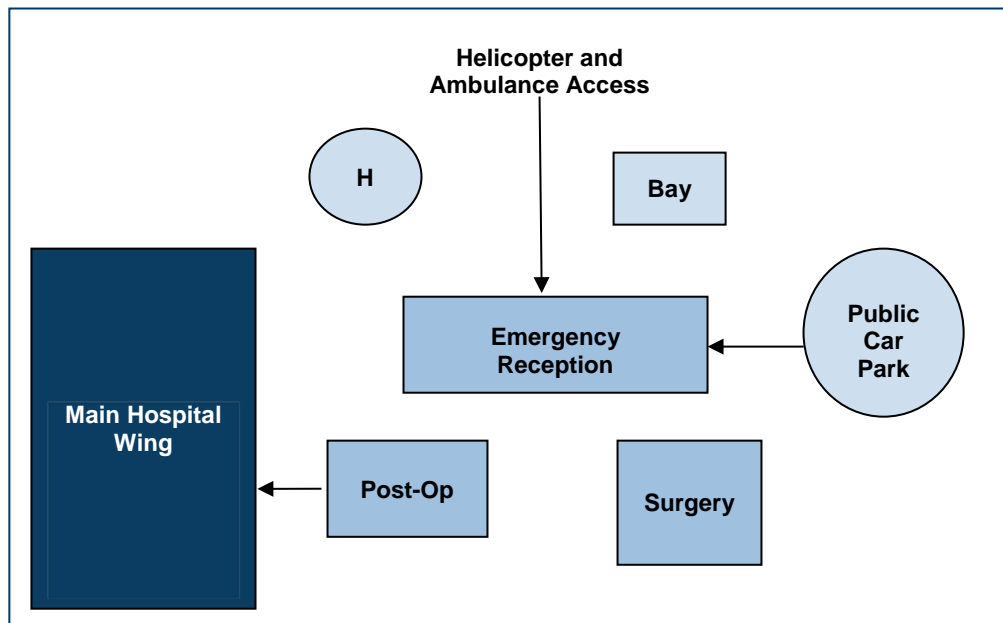 Helicopter and
Ambulance Access
H
Bay
Public
Car
Park
Emergency
Reception
Main Hospital
Wing
Post-Op
Surgery